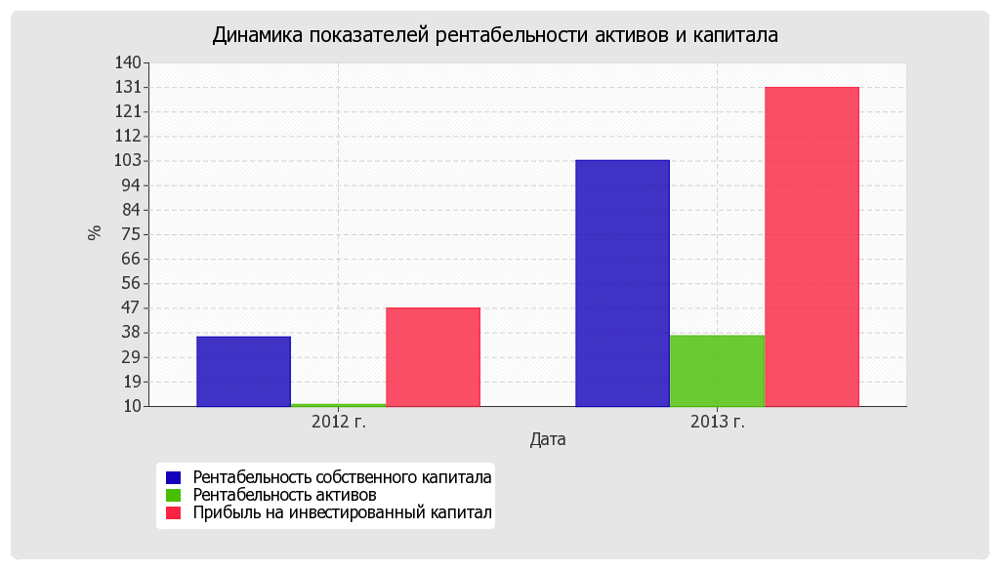 Динамика показателей рентабельности активов и капитала
140
131
121
112
103
94
84
75
66
56
47
38
29
19
10
%
2012 г.
2013 г.
Дата
Рентабельность собственного капитала
Рентабельность активов
Прибыль на инвестированный капитал